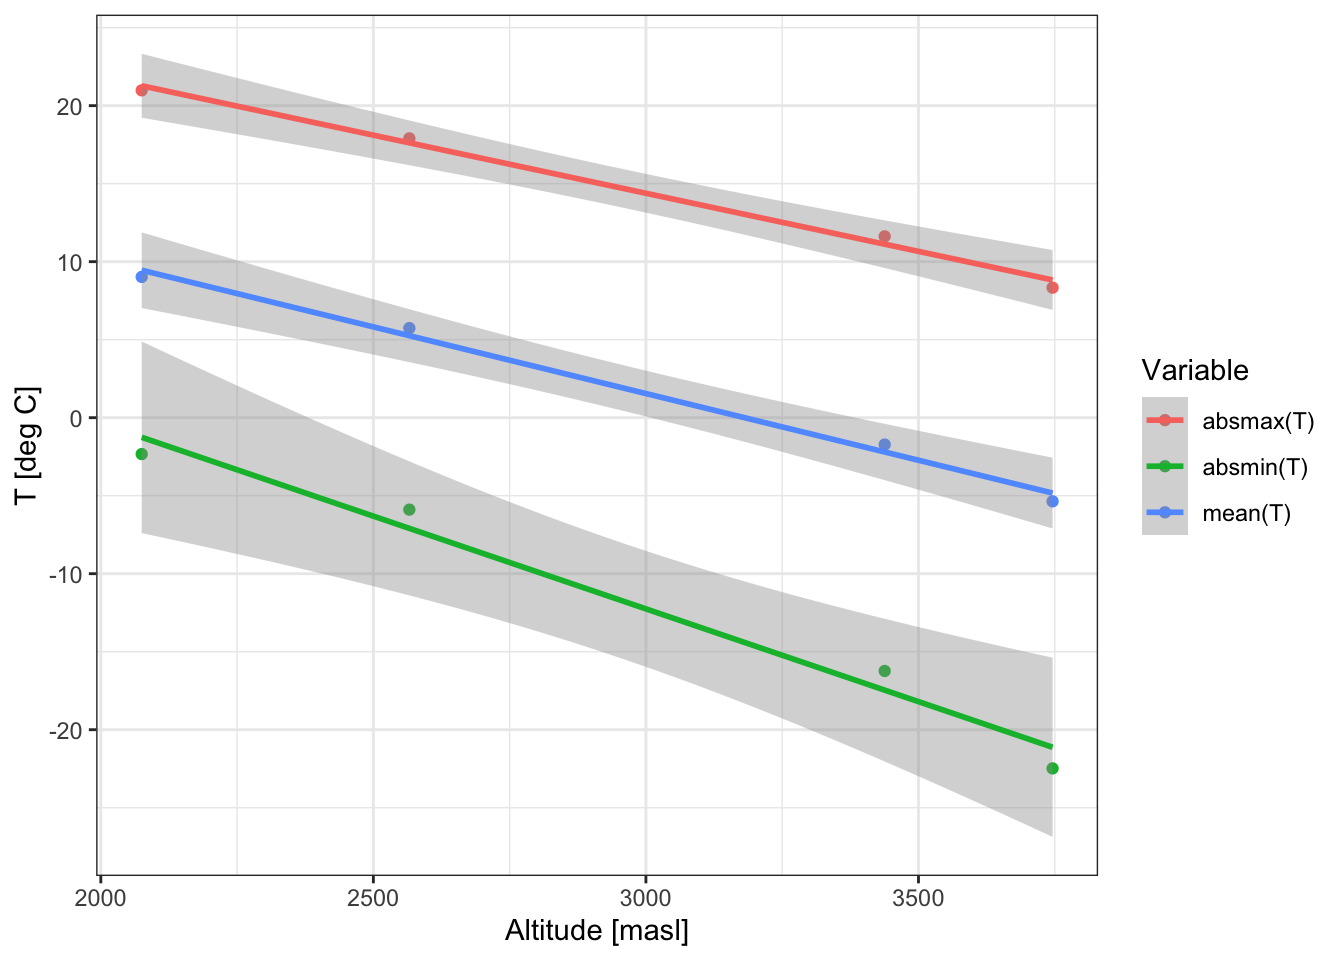 20
10
0
-10
-20
T [deg C]
2000
2500
3000
3500
Altitude [masl]
Variable
absmax(T)
absmin(T)
mean(T)